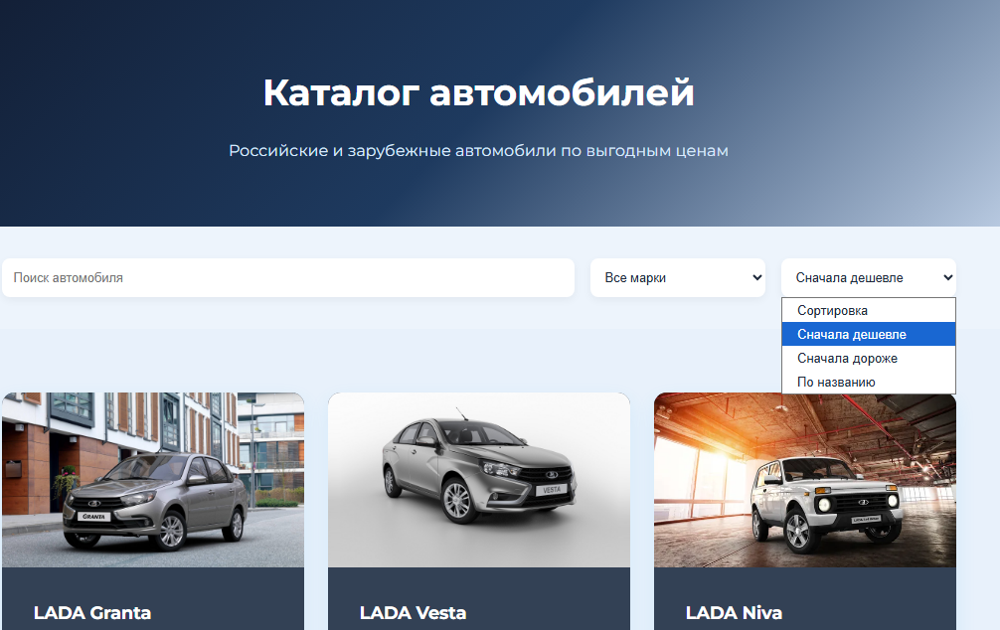 Каталог автомобилей
Российские и зарубежные автомобили по выгодным ценам
Поиск автомобиля
Все марки
Сначала дешевле
Сортировка
Сначала дешевле
Сначала дороже
По названию
GRANTA
VESTA
LADA Granta
LADA Vesta
LADA Niva